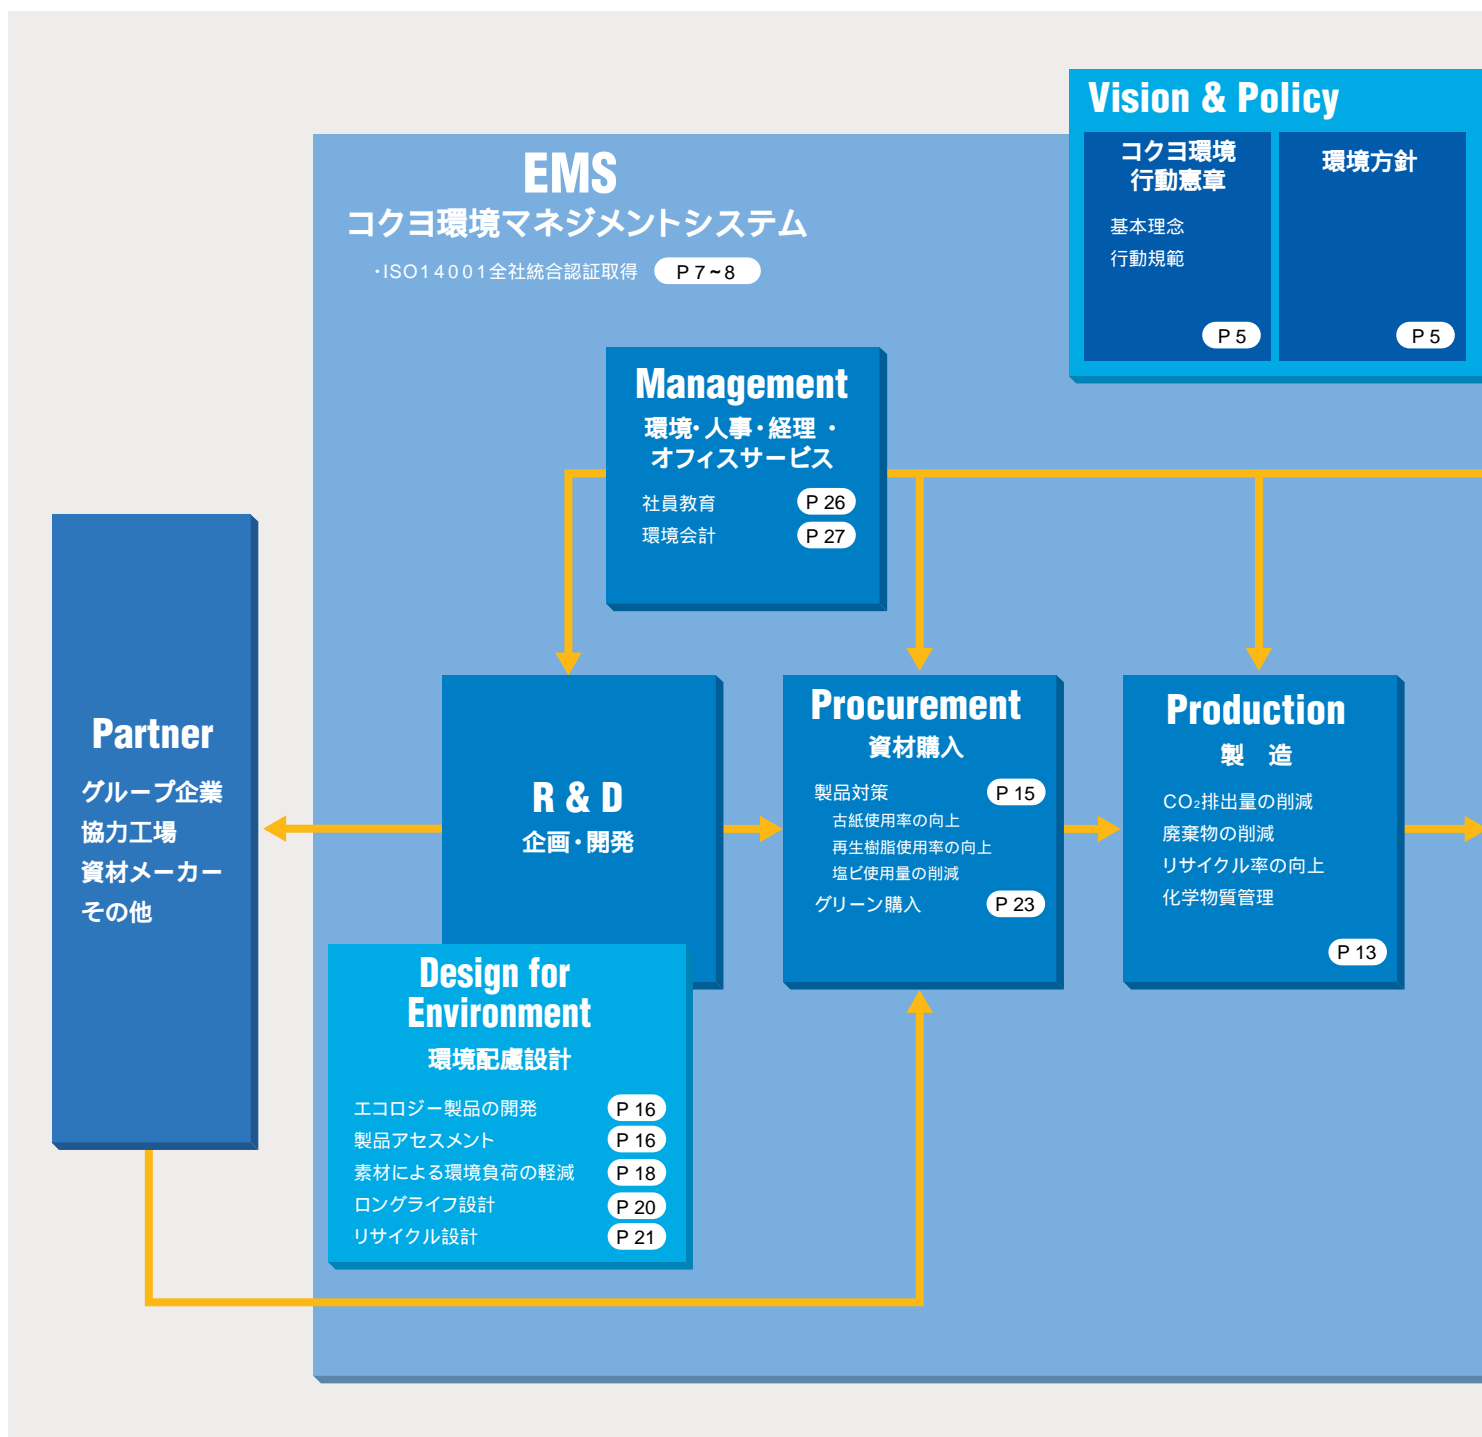 Vision & Policy
コクヨ環境
行動憲章
基本理念
行動規範
P 5
環境方針
P 5
EMS
コクヨ環境マネジメントシステム
・ISO14001全社統合認証取得 P 7~8
Management
環境・人事・経理・
オフィスサービス
社員教育 P 26
環境会計 P 27
Partner
グループ企業
協力工場
資材メーカー
その他
R & D
企画・開発
Procurement
資材購入
製品対策 P 15
古紙使用率の向上
再生樹脂使用率の向上
塩ビ使用量の削減
グリーン購入 P 23
Production
製 造
CO₂排出量の削減
廃棄物の削減
リサイクル率の向上
化学物質管理
P 13
Design for
Environment
環境配慮設計
エコロジー製品の開発 P 16
製品アセスメント P 16
素材による環境負荷の軽減 P 18
ロングライフ設計 P 20
リサイクル設計 P 21